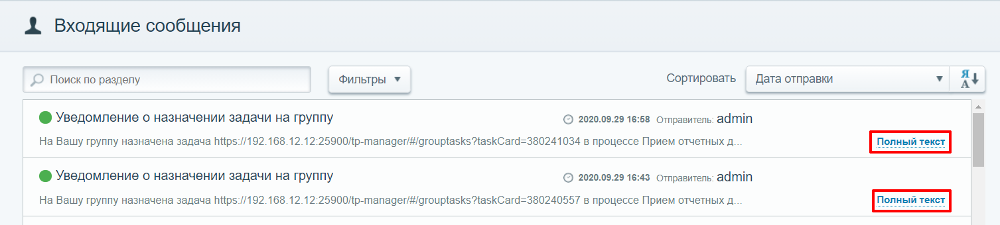 Входящие сообщения
Поиск по разделу Фильтры Сортировать Дата отправки Я А
Уведомление о назначении задачи на группу 2020.09.29 16:58 Отправитель: admin
На Вашу группу назначена задача https://192.168.12.12:25900/tp-manager/#/grouptasks?taskCard=380241034 в процессе Прием отчетных д... Полный текст
Уведомление о назначении задачи на группу 2020.09.29 16:43 Отправитель: admin
На Вашу группу назначена задача https://192.168.12.12:25900/tp-manager/#/grouptasks?taskCard=380240557 в процессе Прием отчетных д... Полный текст